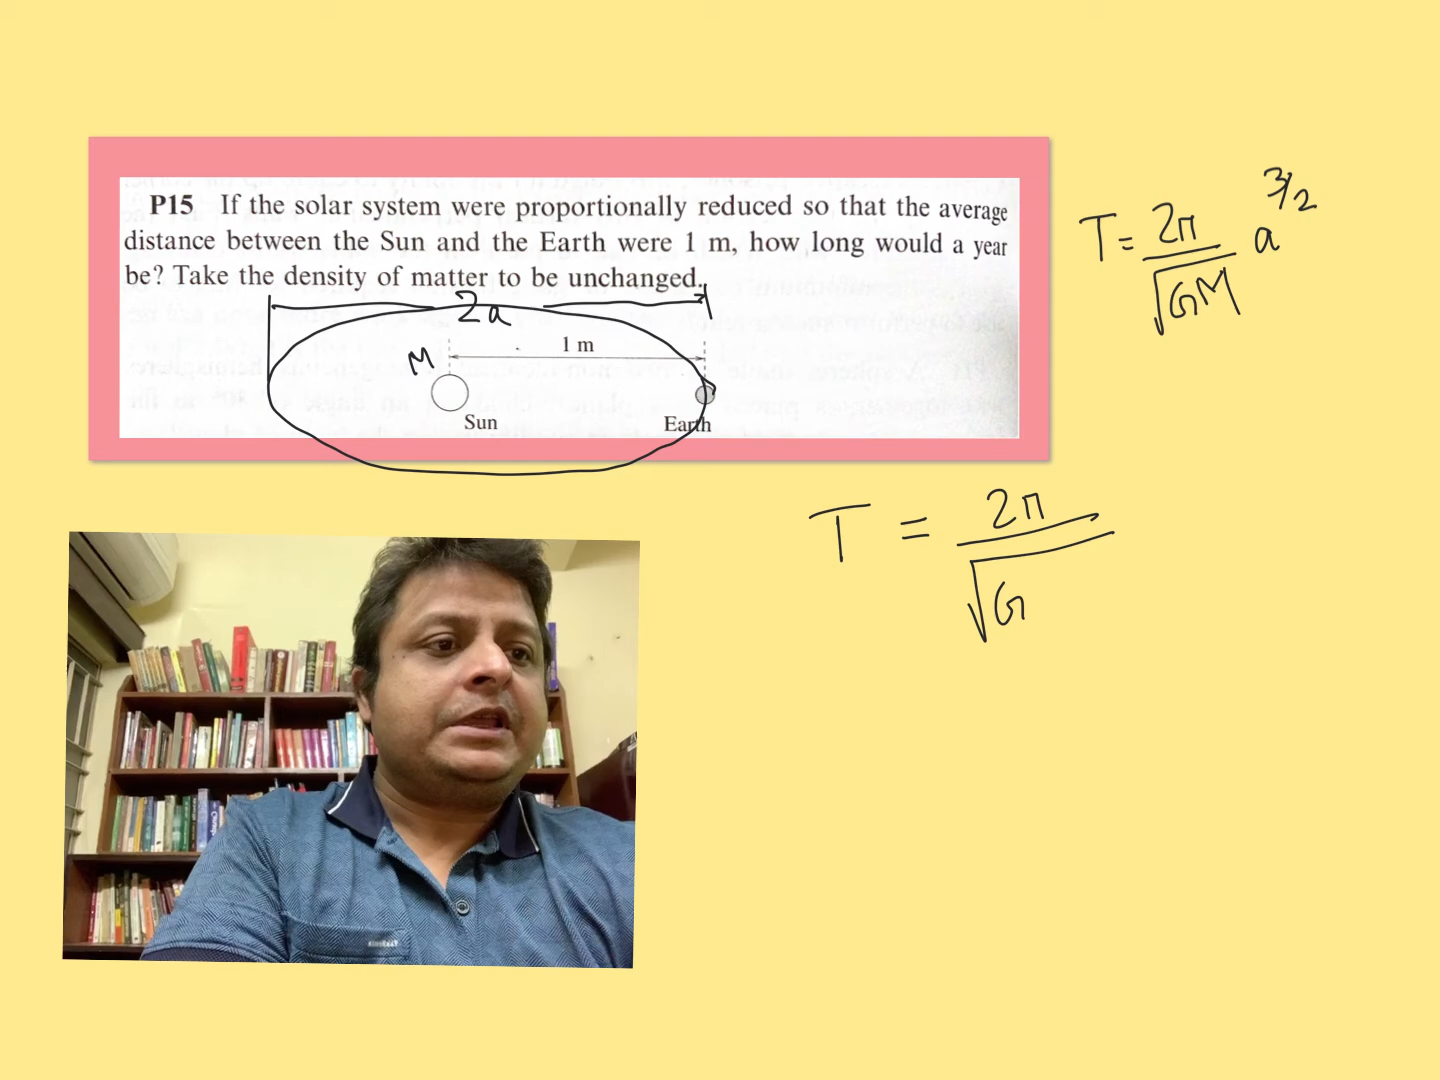 P15 If the solar system were proportionally reduced so that the average
distance between the Sun and the Earth were 1 m, how long would a year
be? Take the density of matter to be unchanged.
2a
M
1 m
Sun
Earth
T = 2π/√GM a^3/2
T = 2π/√G